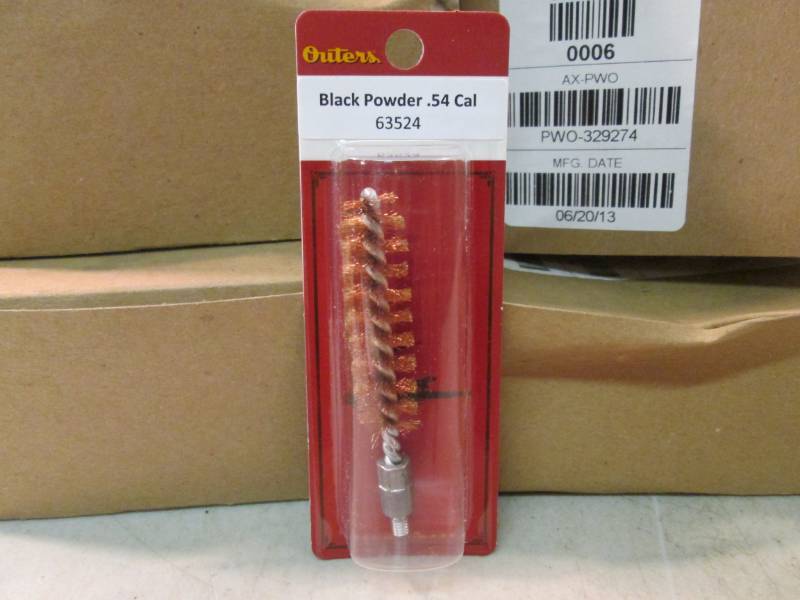 Outers
Black Powder .54 Cal
63524
0006
AX-PWO
PWO-329274
MFG. DATE
06/20/13